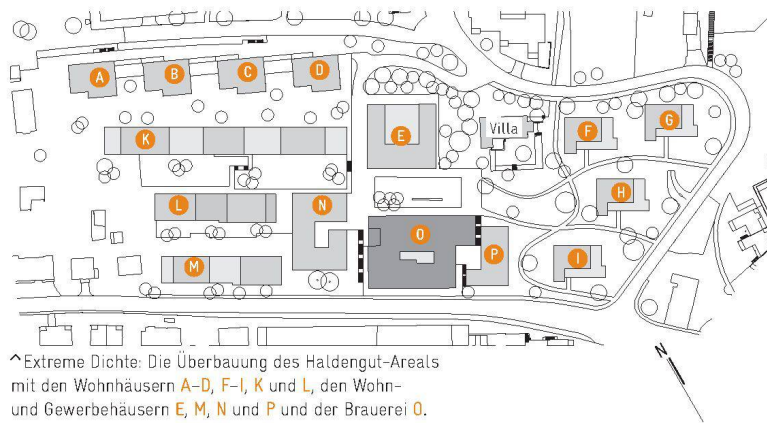 A
B
C
D
K
E
Villa
F
G
H
L
N
O
P
I
M
N
^Extreme Dichte: Die Überbauung des Haldengut-Areals
mit den Wohnhäusern A–D, F–I, K und L, den Wohn-
und Gewerbehäusern E, M, N und P und der Brauerei O.